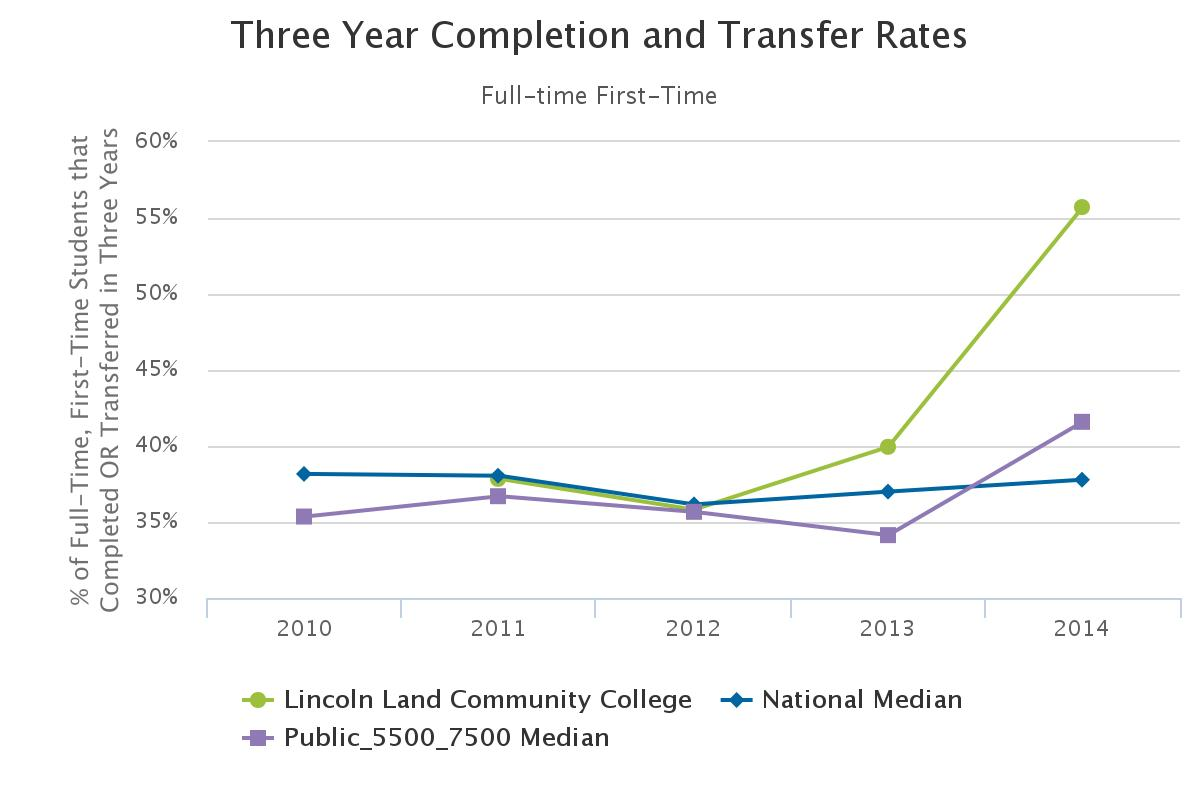 Three Year Completion and Transfer Rates
Full-time First-Time
% of Full-Time, First-Time Students that
Completed OR Transferred in Three Years
60%
55%
50%
45%
40%
35%
30%
2010 2011 2012 2013 2014
Lincoln Land Community College National Median
Public_5500_7500 Median